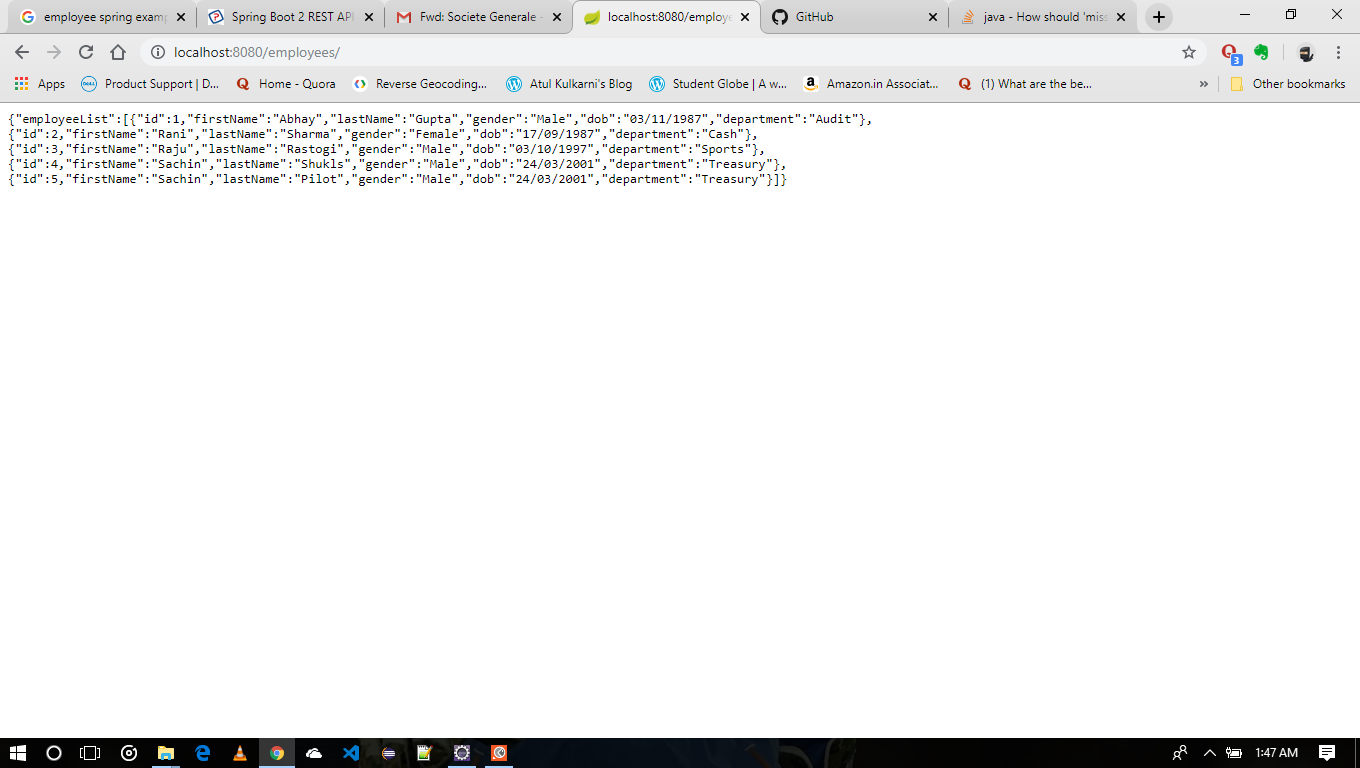 employee spring examp
Spring Boot 2 REST API
Fwd: Societe Generale -
localhost:8080/employe
GitHub
java - How should 'miss
localhost:8080/employees/
3
Apps
Product Support | D...
Home - Quora
Reverse Geocoding...
Atul Kulkarni's Blog
Student Globe | A w...
Amazon.in Associat...
(1) What are the be...
»
Other bookmarks
{"employeeList":[{"id":1,"firstName":"Abhay","lastName":"Gupta","gender":"Male","dob":"03/11/1987","department":"Audit"},
{"id":2,"firstName":"Rani","lastName":"Sharma","gender":"Female","dob":"17/09/1987","department":"Cash"},
{"id":3,"firstName":"Raju","lastName":"Rastogi","gender":"Male","dob":"03/10/1997","department":"Sports"},
{"id":4,"firstName":"Sachin","lastName":"Shukls","gender":"Male","dob":"24/03/2001","department":"Treasury"},
{"id":5,"firstName":"Sachin","lastName":"Pilot","gender":"Male","dob":"24/03/2001","department":"Treasury"}]}
1:47 AM